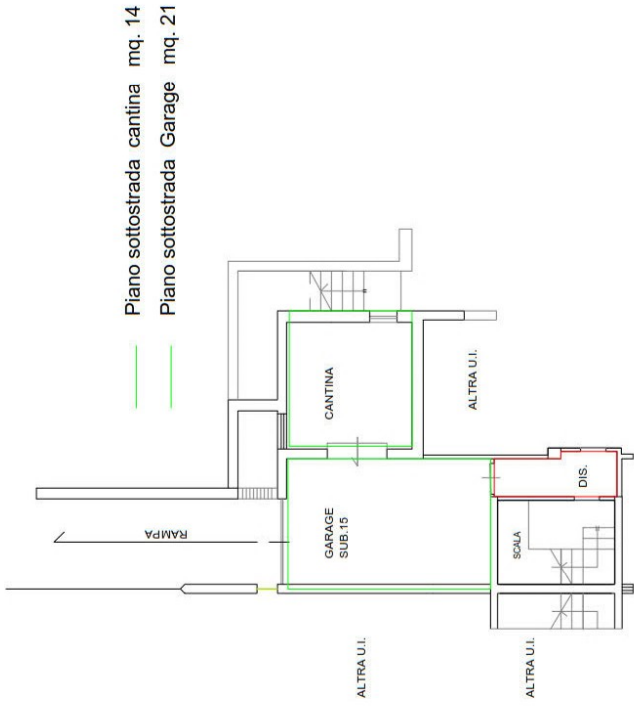 Piano sottostrada cantina mq. 14
Piano sottostrada Garage mq. 21
RAMPA
CANTINA
GARAGE
SUB.15
ALTRA U.I.
DIS.
SCALA
ALTRA U.I.
ALTRA U.I.